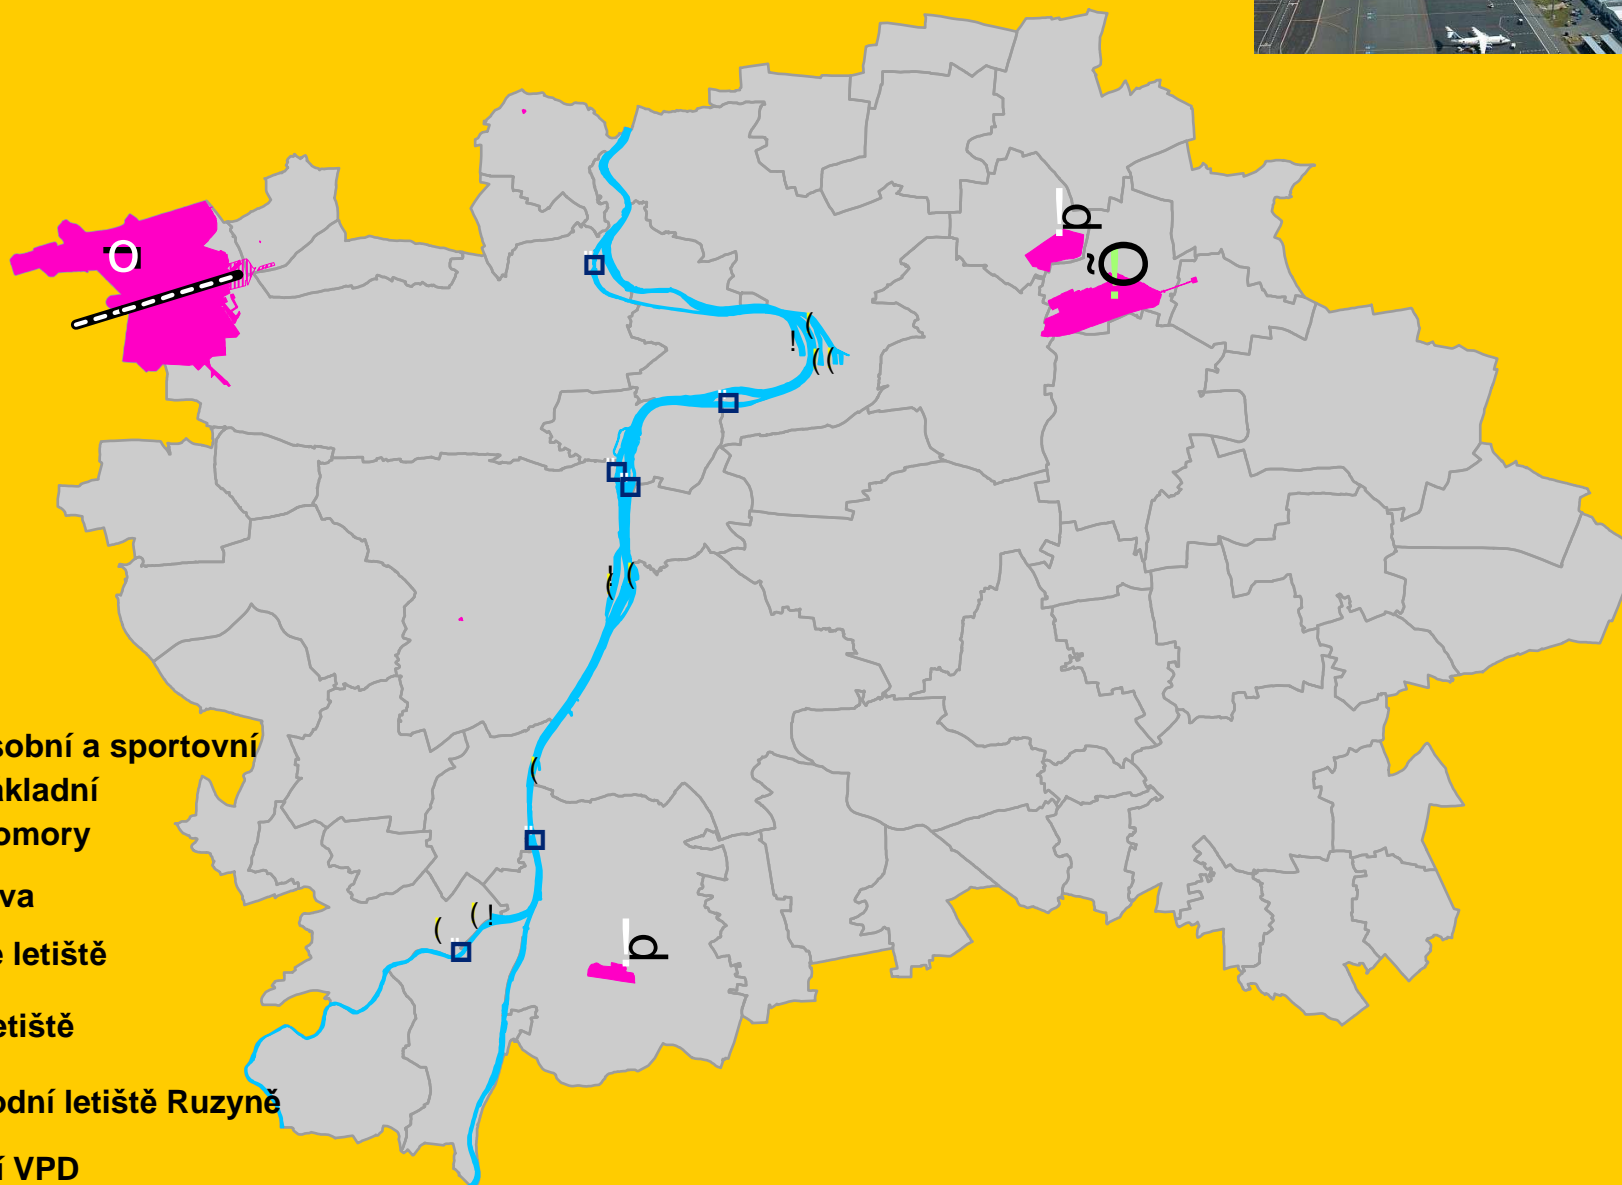 sobní a sportovní
akladní
omory
va
letiště
etiště
odní letiště Ruzyně
í VPD